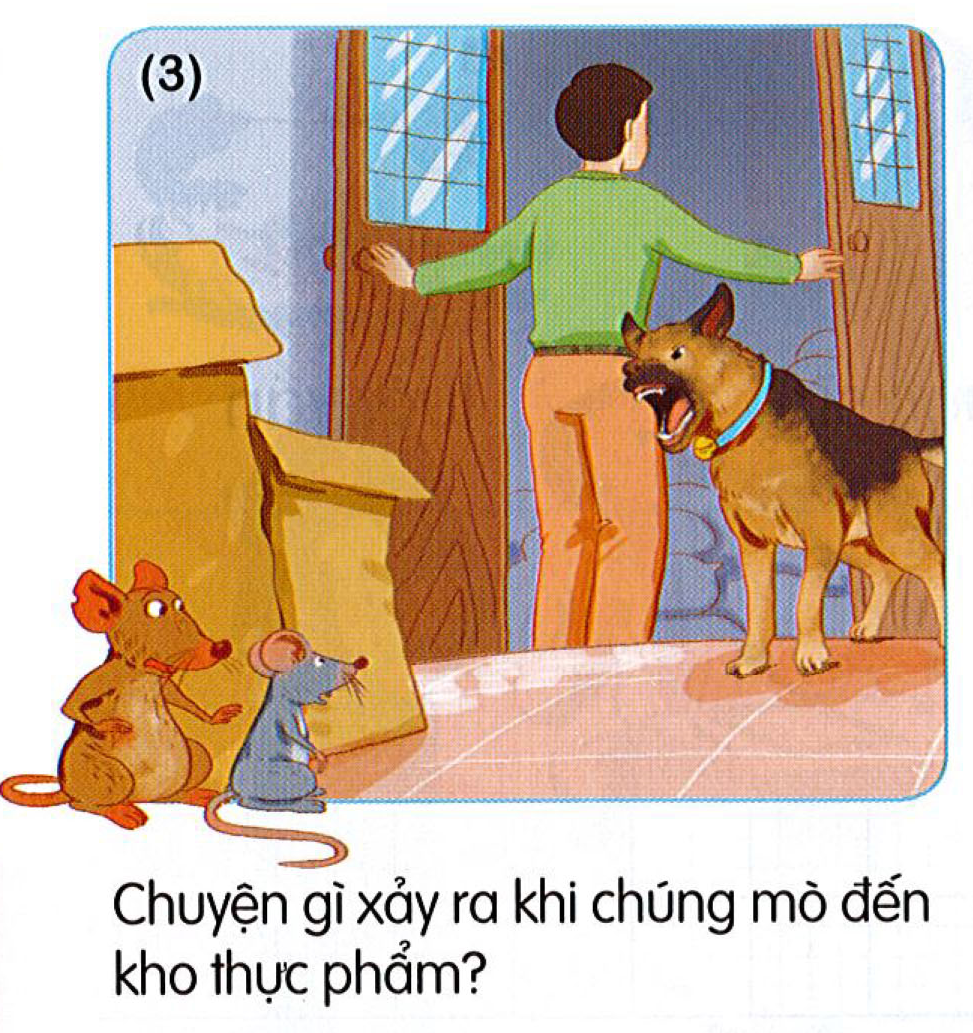 (3)
Chuyện gì xảy ra khi chúng mò đến
kho thực phẩm?